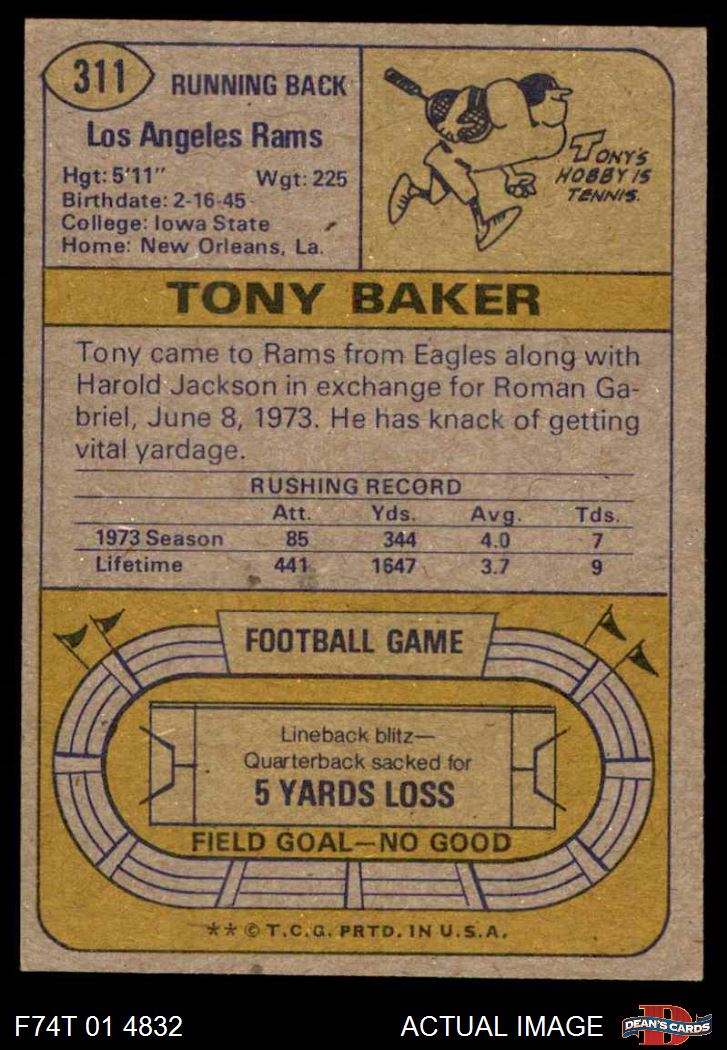 311
RUNNING BACK
Los Angeles Rams
Hgt: 5'11" Wgt: 225
Birthdate: 2-16-45
College: Iowa State
Home: New Orleans, La.
TONY'S
HOBBY IS
TENNIS.
TONY BAKER
Tony came to Rams from Eagles along with
Harold Jackson in exchange for Roman Ga-
briel, June 8, 1973. He has knack of getting
vital yardage.
RUSHING RECORD
Att. Yds. Avg. Tds.
1973 Season 85 344 4.0 7
Lifetime 441 1647 3.7 9
FOOTBALL GAME
Lineback blitz—
Quarterback sacked for
5 YARDS LOSS
FIELD GOAL—NO GOOD
** © T.C.G. PRTD. IN U.S.A.
F74T 01 4832 ACTUAL IMAGE
D
DEAN'S CARDS